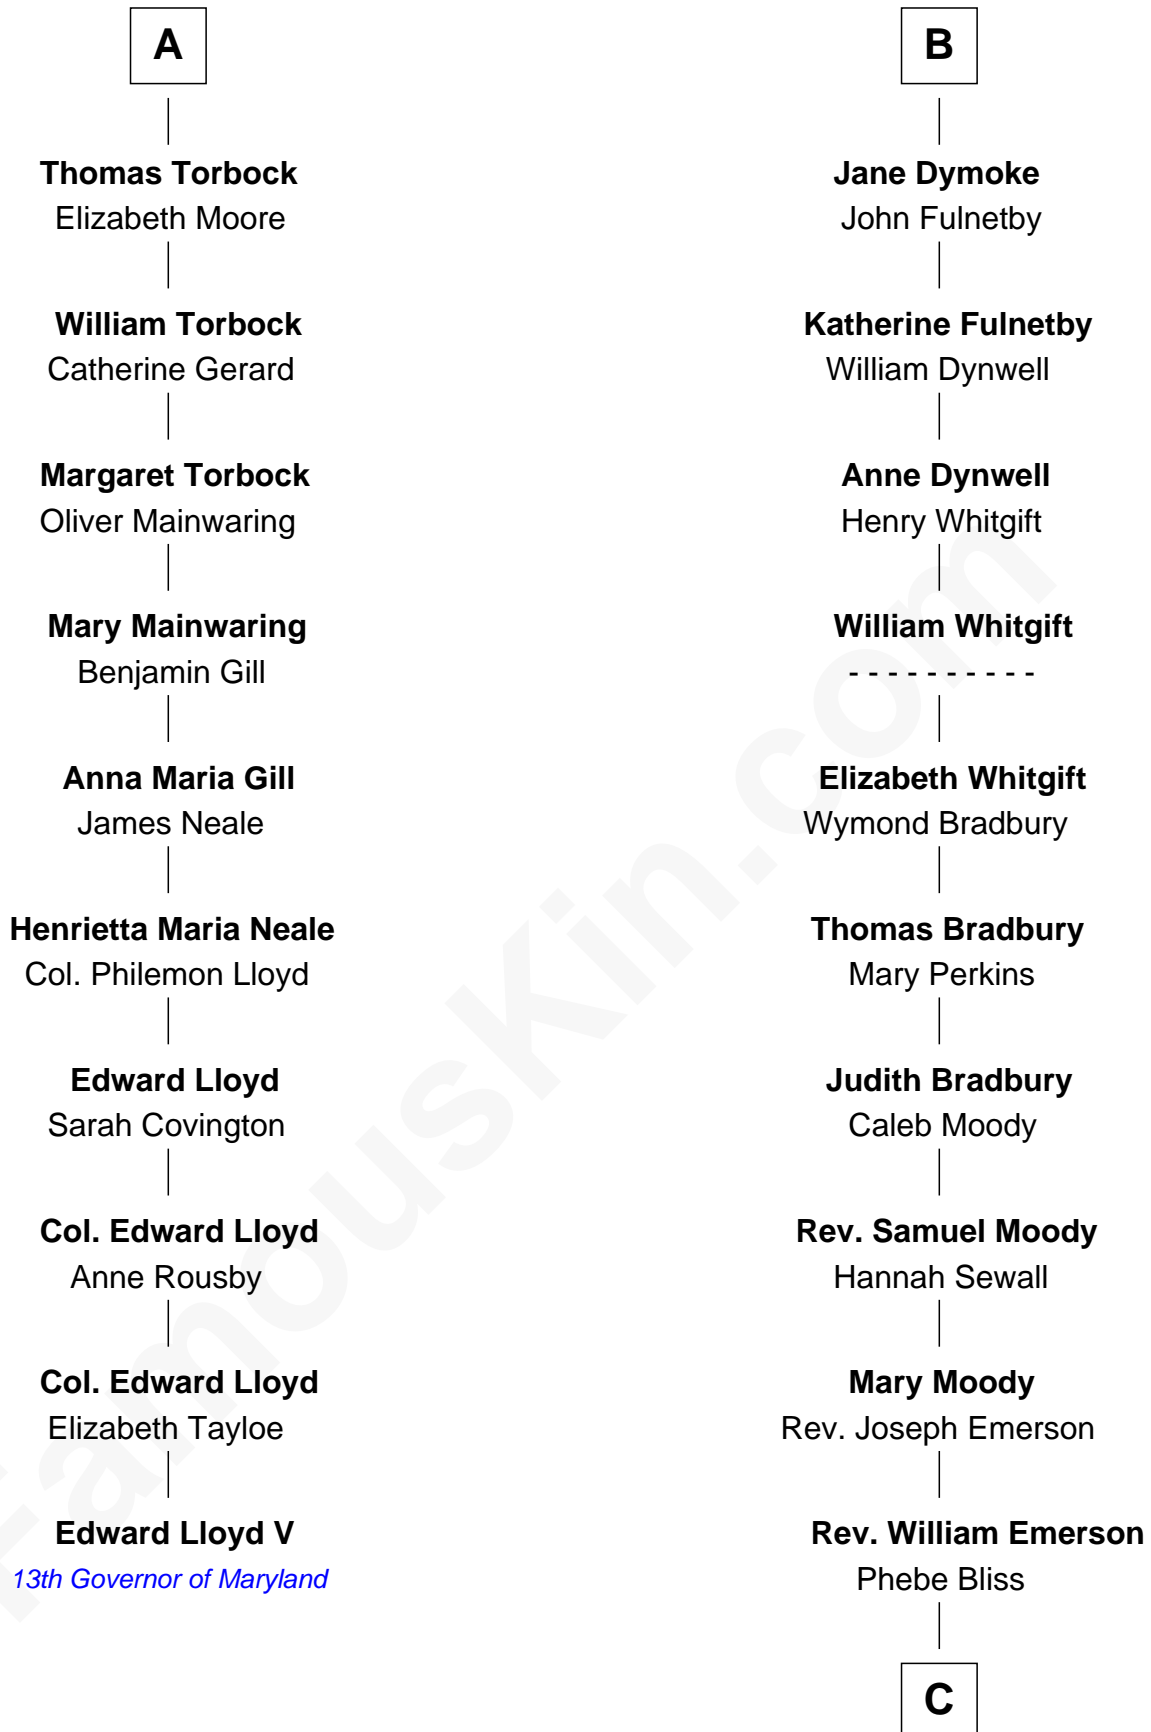 A
Thomas Torbock
Elizabeth Moore
William Torbock
Catherine Gerard
Margaret Torbock
Oliver Mainwaring
Mary Mainwaring
Benjamin Gill
Anna Maria Gill
James Neale
Henrietta Maria Neale
Col. Philemon Lloyd
Edward Lloyd
Sarah Covington
Col. Edward Lloyd
Anne Rousby
Col. Edward Lloyd
Elizabeth Tayloe
Edward Lloyd V
13th Governor of Maryland
B
Jane Dymoke
John Fulnetby
Katherine Fulnetby
William Dynwell
Anne Dynwell
Henry Whitgift
William Whitgift
- - - - - - - - - -
Elizabeth Whitgift
Wymond Bradbury
Thomas Bradbury
Mary Perkins
Judith Bradbury
Caleb Moody
Rev. Samuel Moody
Hannah Sewall
Mary Moody
Rev. Joseph Emerson
Rev. William Emerson
Phebe Bliss
C
FamousKin.com